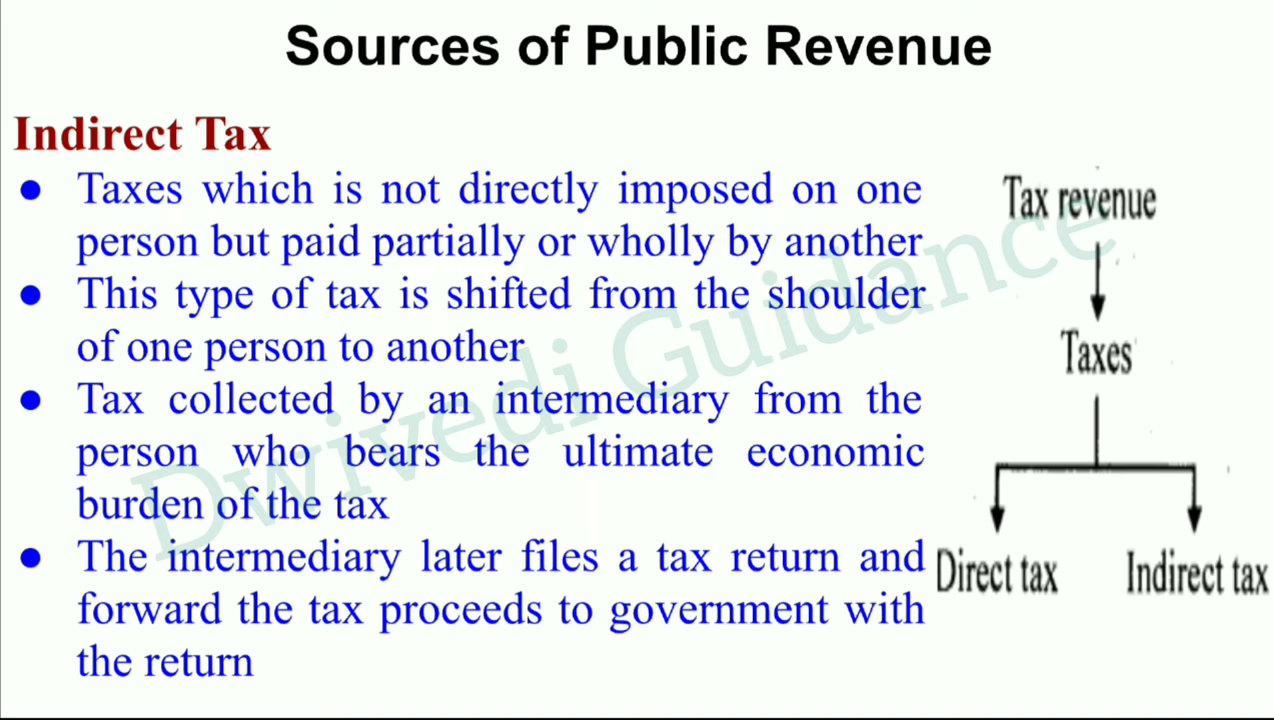 Sources of Public Revenue
Indirect Tax
● Taxes which is not directly imposed on one
person but paid partially or wholly by another
● This type of tax is shifted from the shoulder
of one person to another
● Tax collected by an intermediary from the
person who bears the ultimate economic
burden of the tax
● The intermediary later files a tax return and
forward the tax proceeds to government with
the return
Tax revenue
Taxes
Direct tax
Indirect tax
Dwivedi Guidance